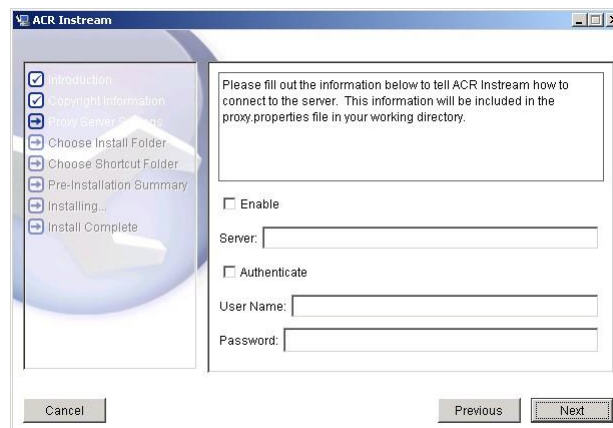 ACR Instream
Introduction
Copyright Information
Proxy Server Settings
Choose Install Folder
Choose Shortcut Folder
Pre-Installation Summary
Installing...
Install Complete
Please fill out the information below to tell ACR Instream how to
connect to the server. This information will be included in the
proxy.properties file in your working directory.
Enable
Server:
Authenticate
User Name:
Password:
Cancel
Previous
Next